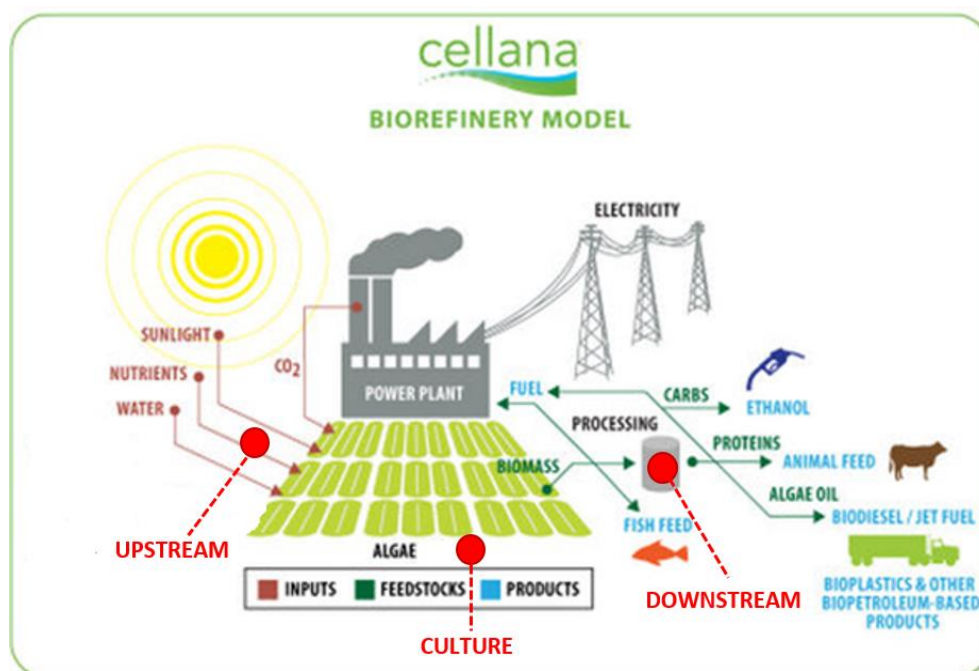 cellana
BIOREFINERY MODEL
ELECTRICITY
SUNLIGHT
CO2
NUTRIENTS
WATER
POWER PLANT
FUEL
CARBS
ETHANOL
PROCESSING
PROTEINS
BIOMASS
ANIMAL FEED
ALGAE OIL
FISH FEED
BIODIESEL / JET FUEL
UPSTREAM
ALGAE
INPUTS FEEDSTOCKS PRODUCTS
BIOPLASTICS & OTHER
BIOPETROLEUM-BASED
PRODUCTS
DOWNSTREAM
CULTURE